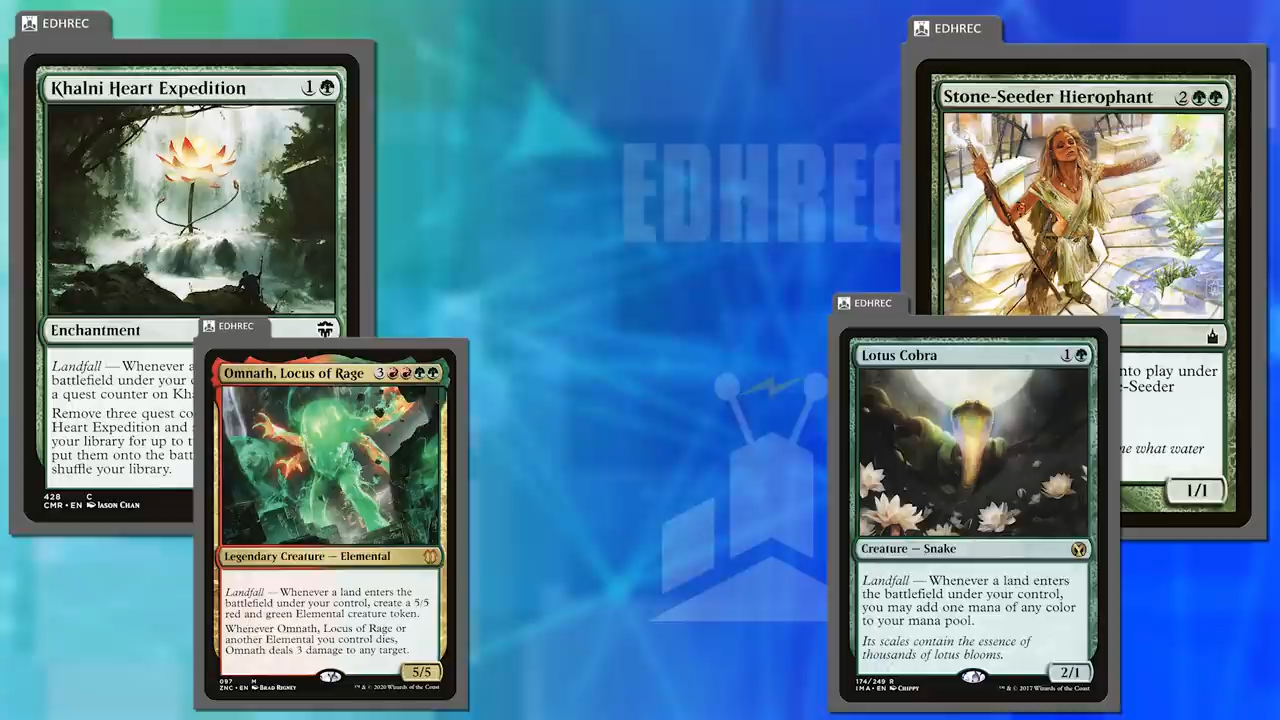 EDHREC
Khalni Heart Expedition 1
Enchantment
Landfall — Whenever a
battlefield under your
a quest counter on Kh
Remove three quest co
Heart Expedition and
your library for up to t
put them onto the batt
shuffle your library.
428 C
CMR • EN Jason Chan
EDHREC
Omnath, Locus of Rage 3
Legendary Creature — Elemental
Landfall — Whenever a land enters the
battlefield under your control, create a 5/5
red and green Elemental creature token.
Whenever Omnath, Locus of Rage or
another Elemental you control dies,
Omnath deals 3 damage to any target.
5/5
097 M
ZNC • EN Brad Rigney
™ & © 2020 Wizards of the Coast
EDHREC
EDHREC
Stone-Seeder Hierophant 2
nto play under
e-Seeder
ne what water
1/1
EDHREC
Lotus Cobra 1
Creature — Snake
Landfall — Whenever a land enters
the battlefield under your control,
you may add one mana of any color
to your mana pool.
Its scales contain the essence of
thousands of lotus blooms.
2/1
174/249 R
IMA • EN Chippy
™ & © 2017 Wizards of the Coast